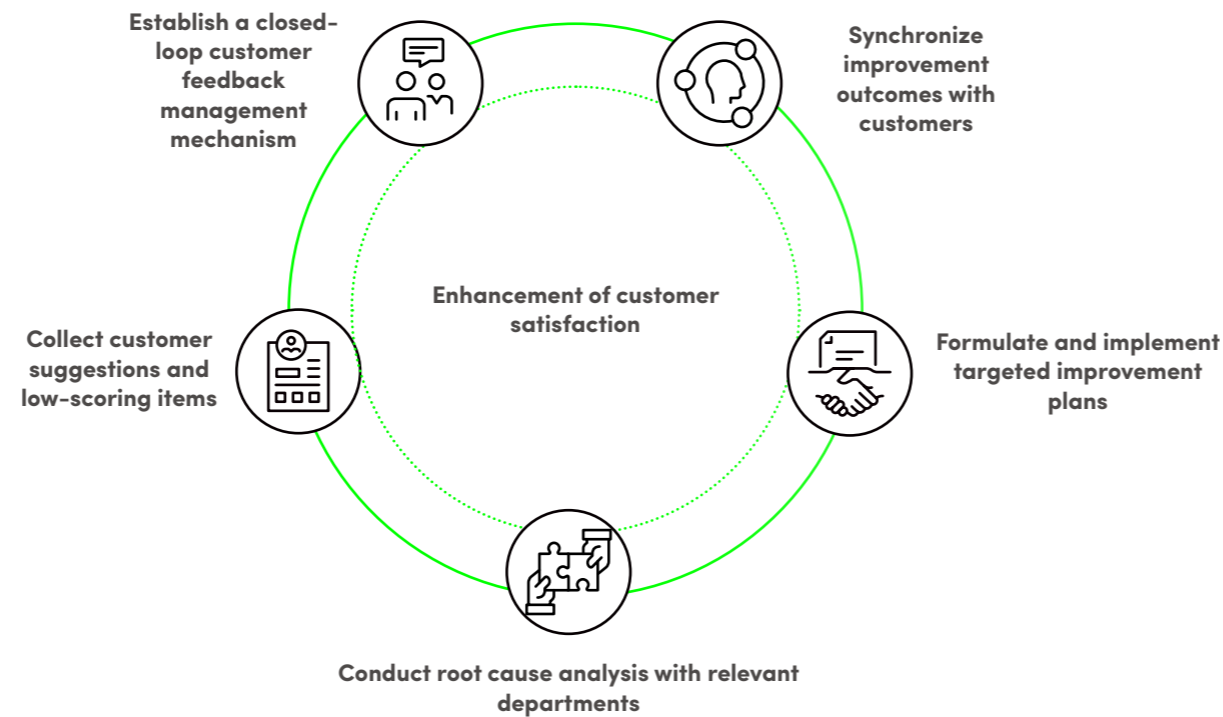 Establish a closed-
loop customer
feedback
management
mechanism
Synchronize
improvement
outcomes with
customers
Enhancement of customer
satisfaction
Collect customer
suggestions and
low-scoring items
Formulate and implement
targeted improvement
plans
Conduct root cause analysis with relevant
departments